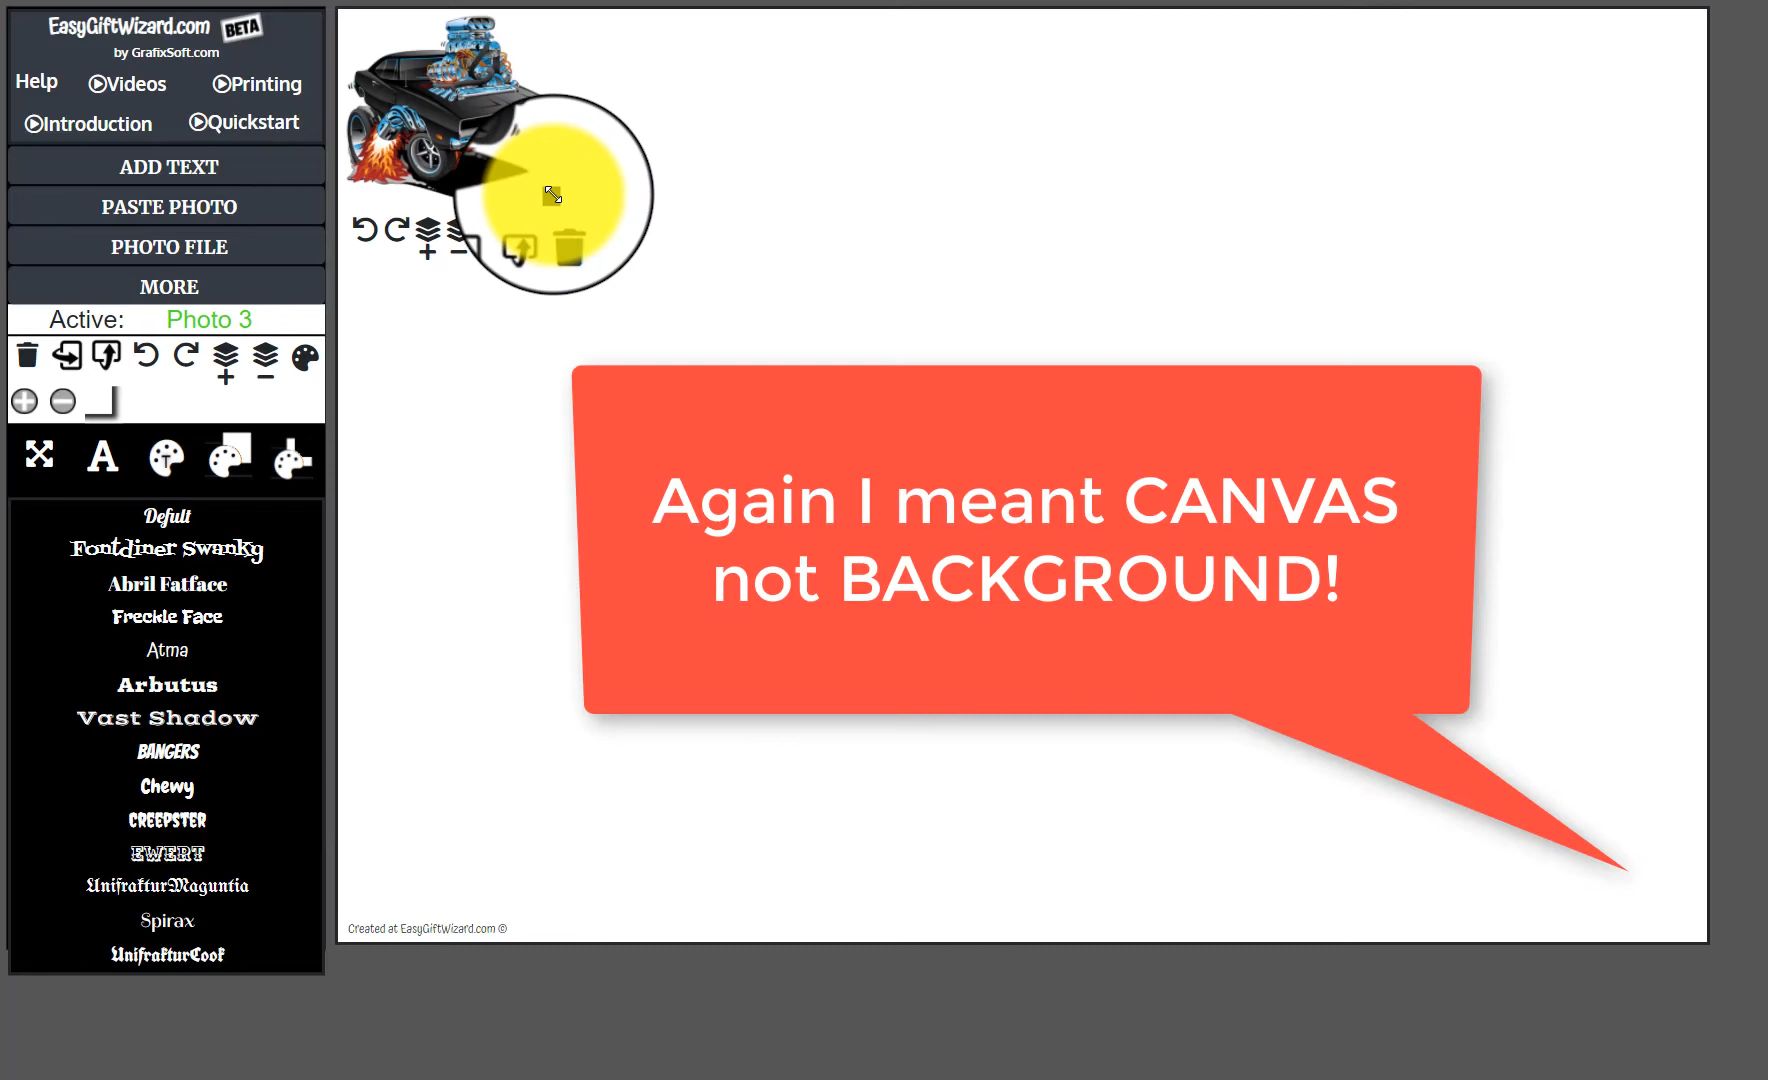 EasyGiftWizard.com BETA
by GrafixSoft.com
Help Videos Printing
Introduction Quickstart
ADD TEXT
PASTE PHOTO
PHOTO FILE
MORE
Active: Photo 3
A T
Defult
Fontdiner Swanky
Abril Fatface
Freckle Face
Atma
Arbutus
Vast Shadow
BANGERS
Chewy
CREEPSTER
EWERT
UnifrakturMaguntia
Spirax
UnifrakturCook
Again I meant CANVAS
not BACKGROUND!
Created at EasyGiftWizard.com ©